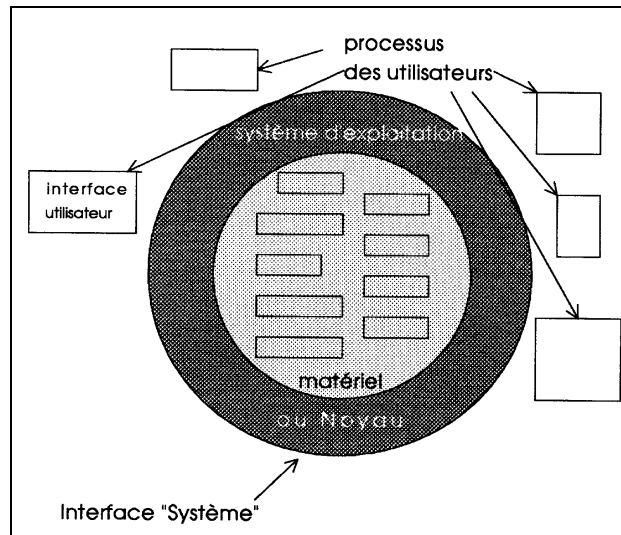 processus
des utilisateurs
système d'exploitation
interface
utilisateur
matériel
ou Noyau
Interface "Système"